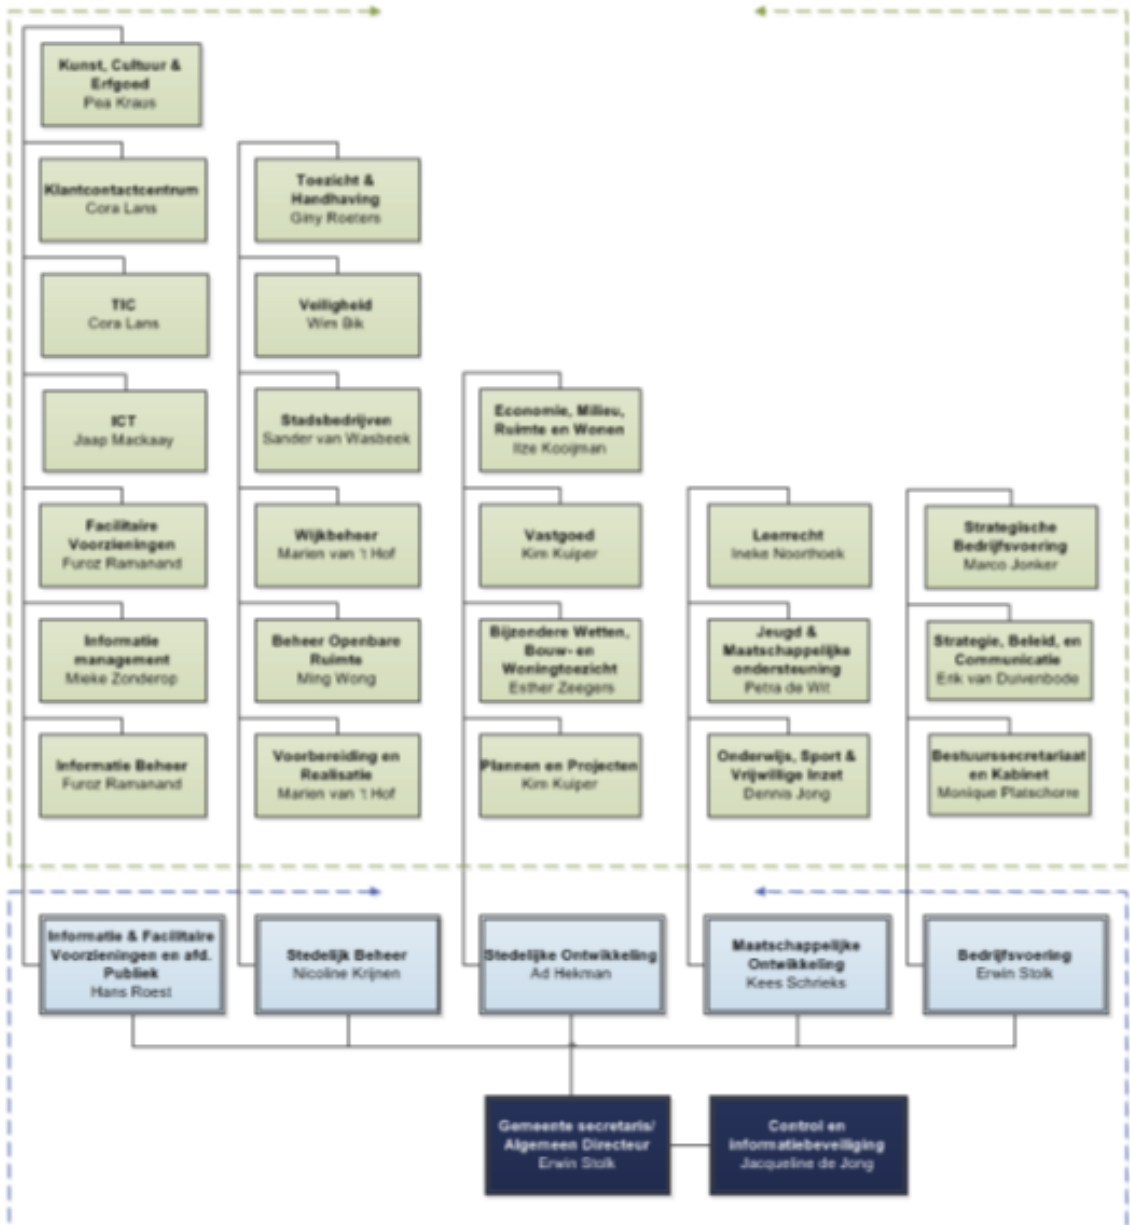 Kunst, Cultuur &
Erfgoed
Pea Kraus
Klantcontactcentrum
Cora Lans
TIC
Cora Lans
ICT
Jaap Mackaay
Facilitaire
Voorzieningen
Furoz Ramanand
Informatie
management
Mieke Zonderop
Informatie Beheer
Furoz Ramanand
Toezicht &
Handhaving
Giny Roeters
Veiligheid
Wim Bik
Stadsbedrijven
Sander van Wasbeek
Wijkbeheer
Marien van 't Hof
Beheer Openbare
Ruimte
Ming Wong
Voorbereiding en
Realisatie
Marien van 't Hof
Economie, Milieu,
Ruimte en Wonen
Ilze Kooijman
Vastgoed
Kim Kuiper
Bijzondere Wetten,
Bouw- en
Woningtoezicht
Esther Zeegers
Plannen en Projecten
Kim Kuiper
Leerrecht
Ineke Noorthoek
Jeugd &
Maatschappelijke
ondersteuning
Petra de Wit
Onderwijs, Sport &
Vrijwillige Inzet
Dennis Jong
Strategische
Bedrijfsvoering
Marco Jonker
Strategie, Beleid, en
Communicatie
Erik van Duivenbode
Bestuurssecretariaat
en Kabinet
Monique Platschorre
Informatie & Facilitaire
Voorzieningen en afd.
Publiek
Hans Roest
Stedelijk Beheer
Nicoline Krijnen
Stedelijke Ontwikkeling
Ad Hekman
Maatschappelijke
Ontwikkeling
Kees Schrieks
Bedrijfsvoering
Erwin Stolk
Gemeente secretaris/
Algemeen Directeur
Erwin Stolk
Control en
informatiebeveiliging
Jacqueline de Jong